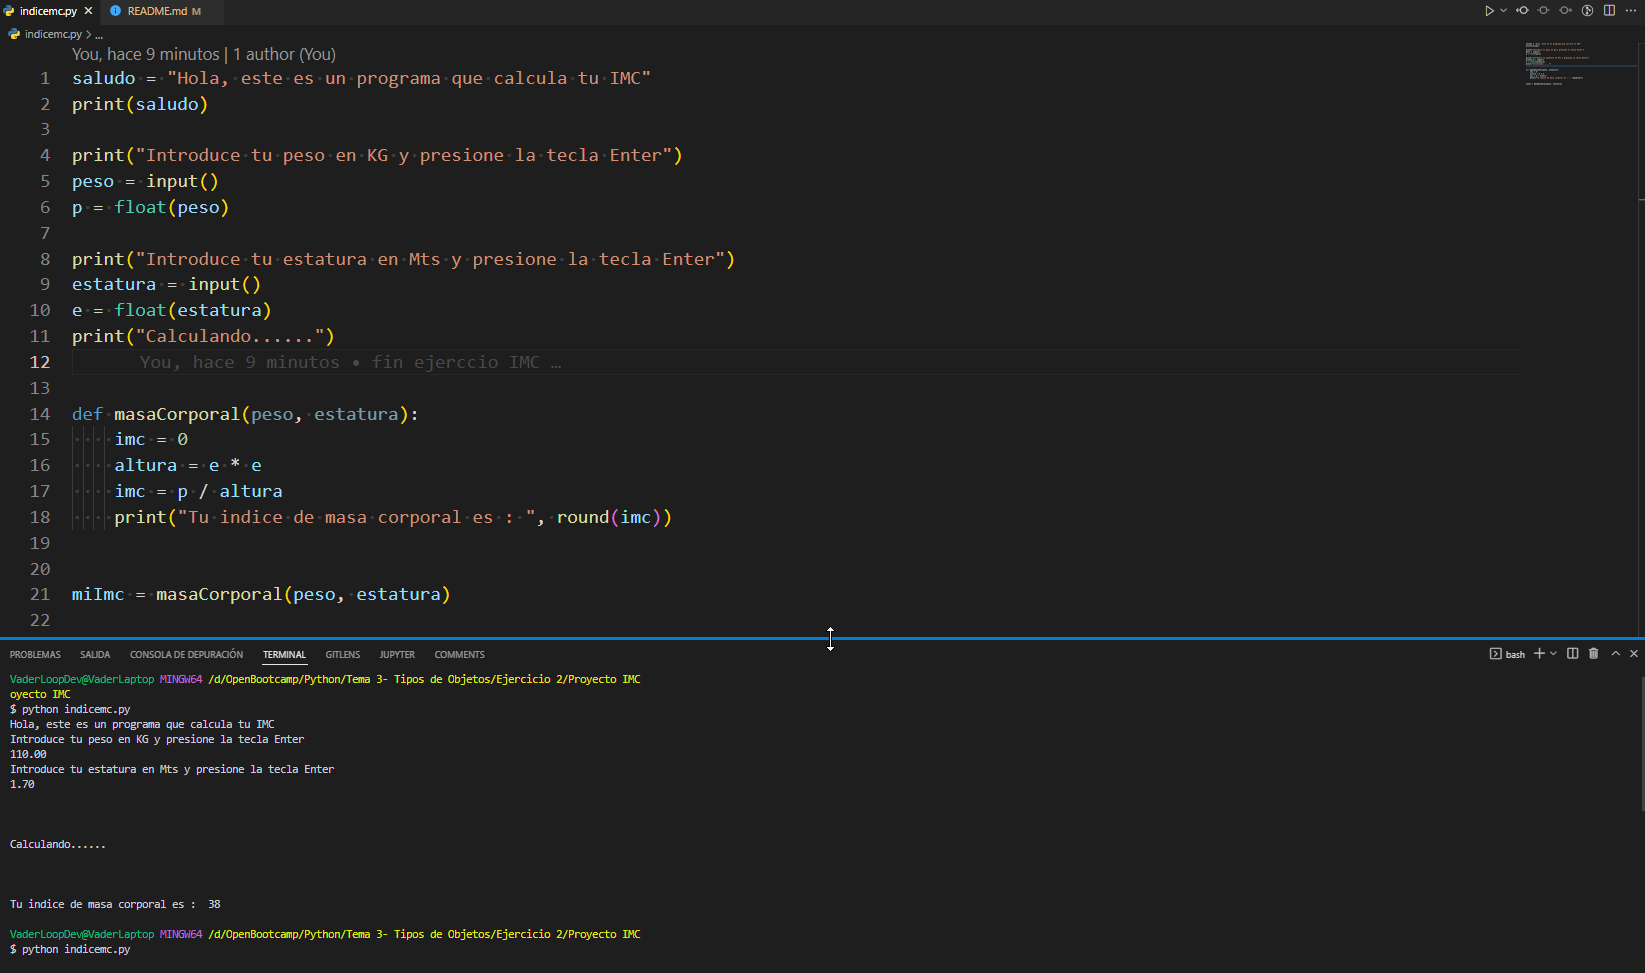 indicemc.py
README.md M
indicemc.py > ...
You, hace 9 minutos | 1 author (You)
1 saludo = "Hola, este es un programa que calcula tu IMC"
2 print(saludo)
3
4 print("Introduce tu peso en KG y presione la tecla Enter")
5 peso = input()
6 p = float(peso)
7
8 print("Introduce tu estatura en Mts y presione la tecla Enter")
9 estatura = input()
10 e = float(estatura)
11 print("Calculando......")
12 You, hace 9 minutos • fin ejerccio IMC …
13
14 def masaCorporal(peso, estatura):
15 imc = 0
16 altura = e * e
17 imc = p / altura
18 print("Tu indice de masa corporal es : ", round(imc))
19
20
21 miImc = masaCorporal(peso, estatura)
22
PROBLEMAS SALIDA CONSOLA DE DEPURACIÓN TERMINAL GITLENS JUPYTER COMMENTS bash
VaderLoopDev@VaderLaptop MINGW64 /d/OpenBootcamp/Python/Tema 3- Tipos de Objetos/Ejercicio 2/Proyecto IMC
oyecto IMC
$ python indicemc.py
Hola, este es un programa que calcula tu IMC
Introduce tu peso en KG y presione la tecla Enter
110.00
Introduce tu estatura en Mts y presione la tecla Enter
1.70
Calculando......
Tu indice de masa corporal es :  38
VaderLoopDev@VaderLaptop MINGW64 /d/OpenBootcamp/Python/Tema 3- Tipos de Objetos/Ejercicio 2/Proyecto IMC
$ python indicemc.py